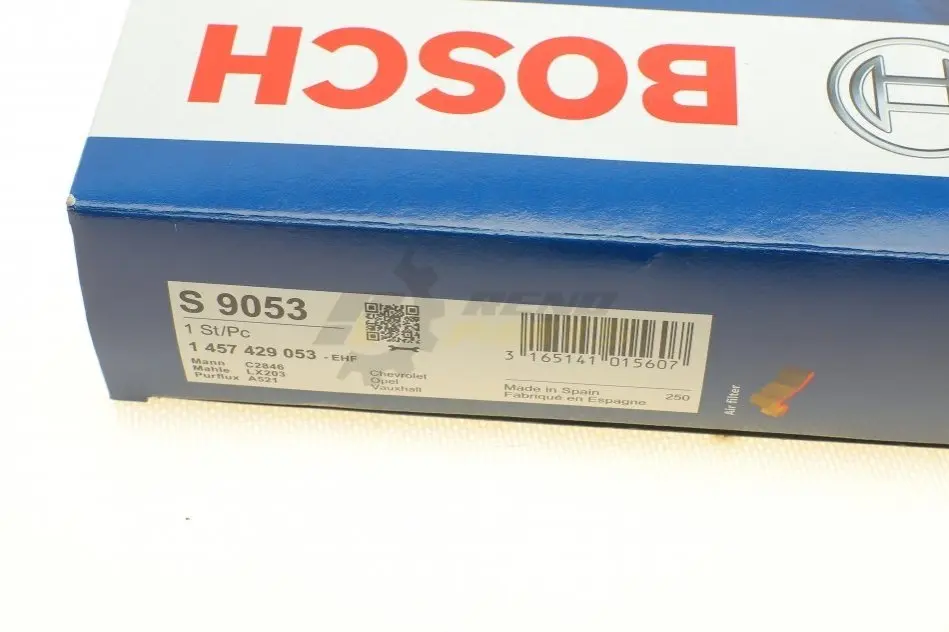 BOSCH
S 9053
1 St/Pc
1 457 429 053 - EHF
Mann C2846
Mahle LX203
Purflux A521
Chevrolet
Opel
Vauxhall
3 165141 015607
Made in Spain
Fabriqué en Espagne
250
Air filter
RENO